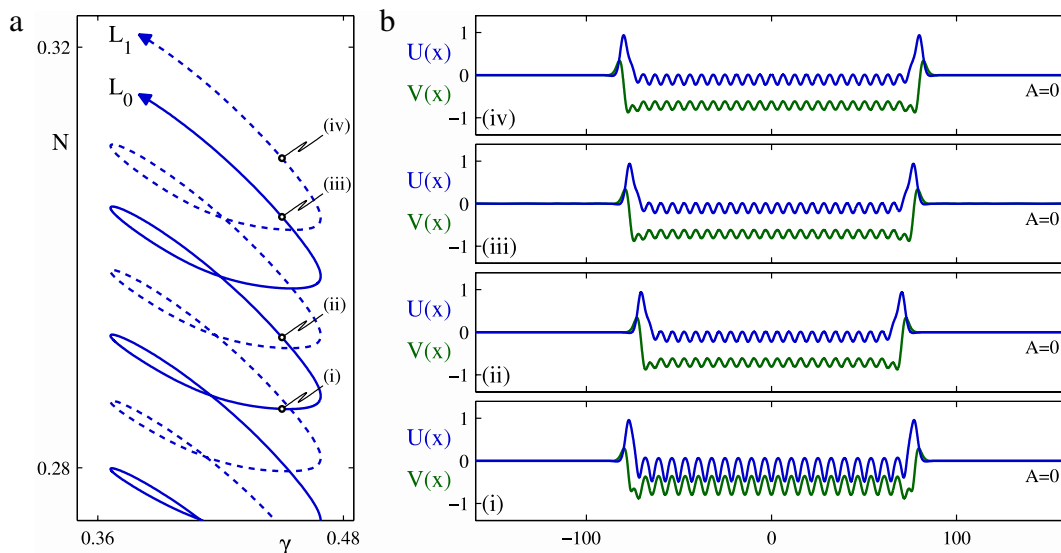 a
L1
0.32
L0
N
(iv)
(iii)
(ii)
(i)
0.28
0.36
γ
0.48
b
1
U(x)
0
V(x)
A=0
−1
(iv)
1
U(x)
0
V(x)
A=0
−1
(iii)
1
U(x)
0
V(x)
A=0
−1
(ii)
1
U(x)
0
V(x)
A=0
−1
(i)
−100
0
100